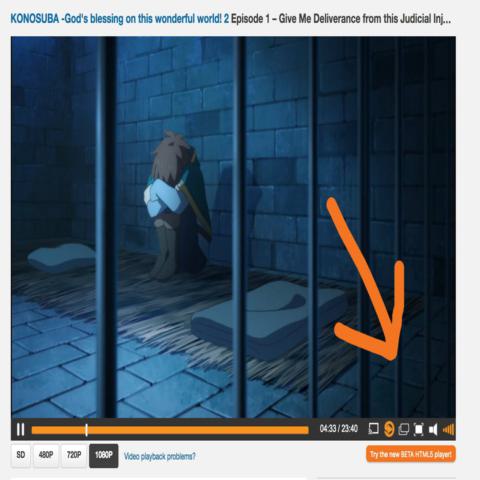 KONOSUBA -God's blessing on this wonderful world! 2 Episode 1 – Give Me Deliverance from this Judicial Inj...
04:33 / 23:40
SD 480P 720P 1080P Video playback problems? Try the new BETA HTML5 player!